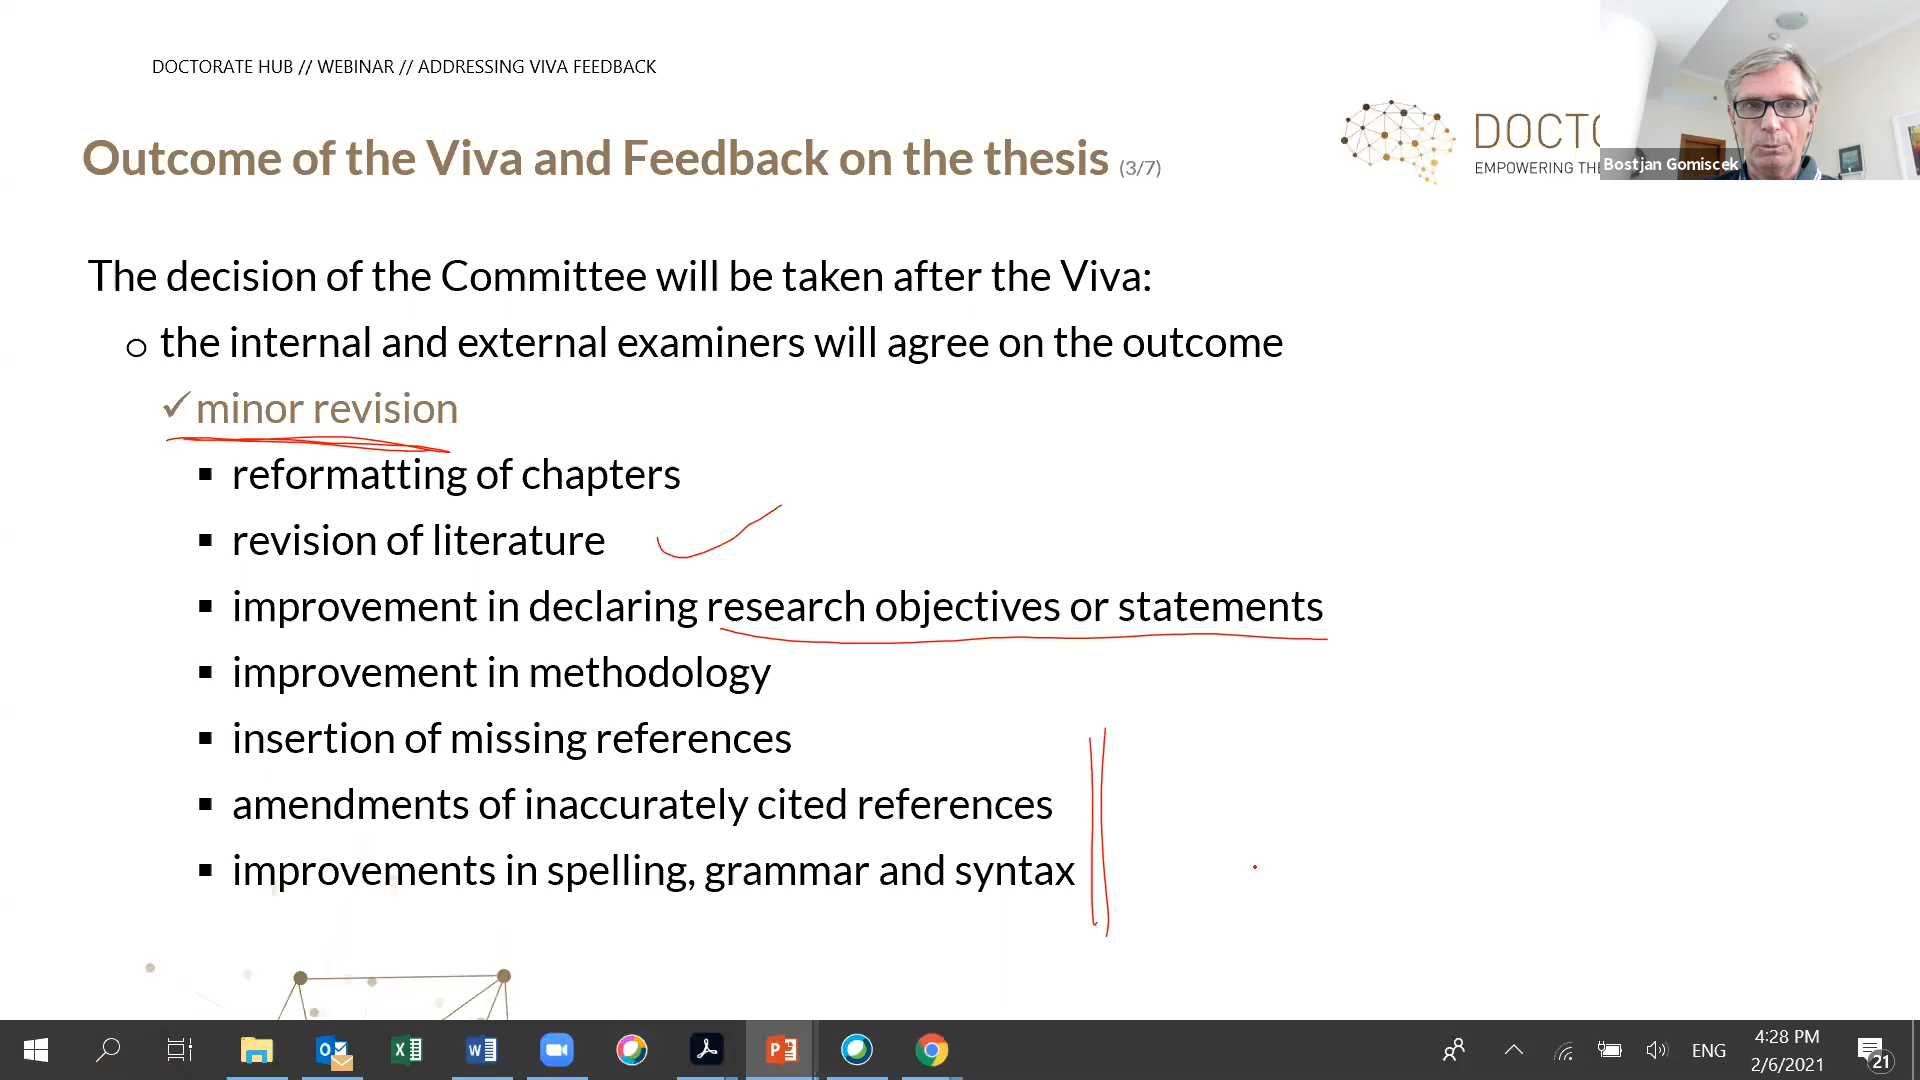 DOCTORATE HUB // WEBINAR // ADDRESSING VIVA FEEDBACK
Outcome of the Viva and Feedback on the thesis (3/7)
DOCTO
EMPOWERING THE
Bostjan Gomiscek
The decision of the Committee will be taken after the Viva:
o the internal and external examiners will agree on the outcome
✓ minor revision
▪ reformatting of chapters
▪ revision of literature
▪ improvement in declaring research objectives or statements
▪ improvement in methodology
▪ insertion of missing references
▪ amendments of inaccurately cited references
▪ improvements in spelling, grammar and syntax
ENG
4:28 PM
2/6/2021
21